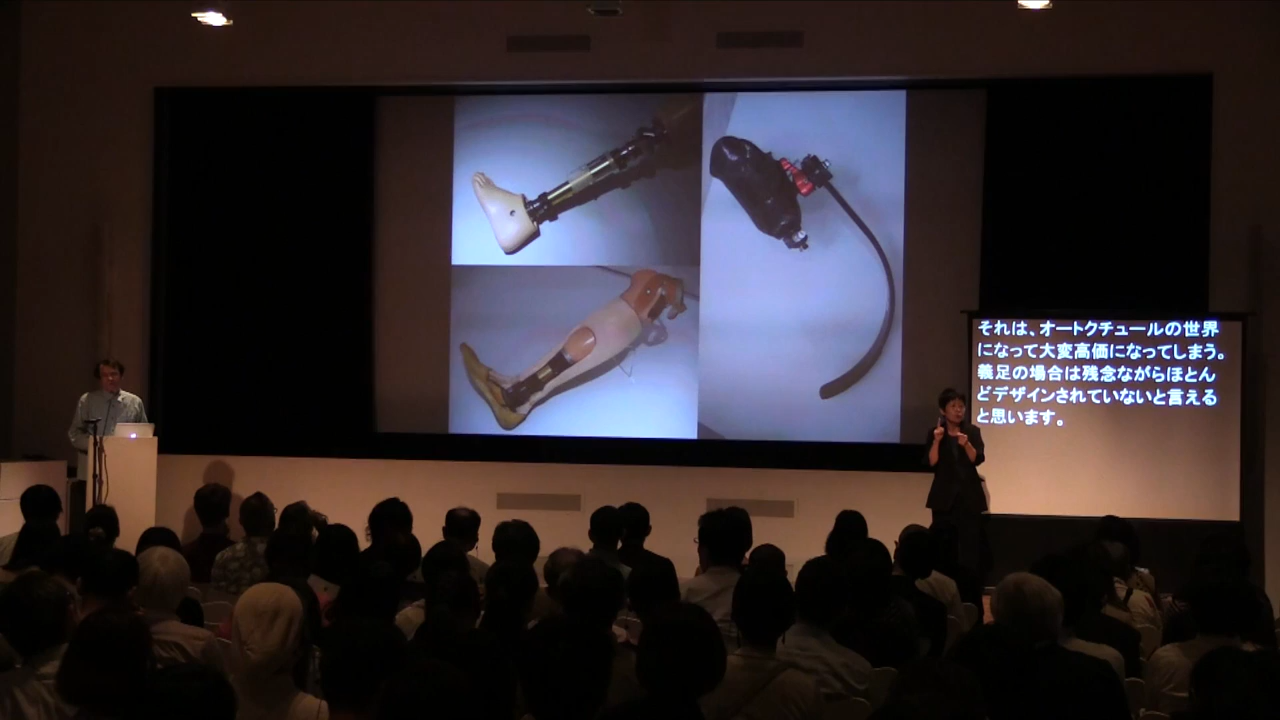 それは、オートクチュールの世界
になって大変高価になってしまう。
義足の場合は残念ながらほとん
どデザインされていないと言える
と思います。